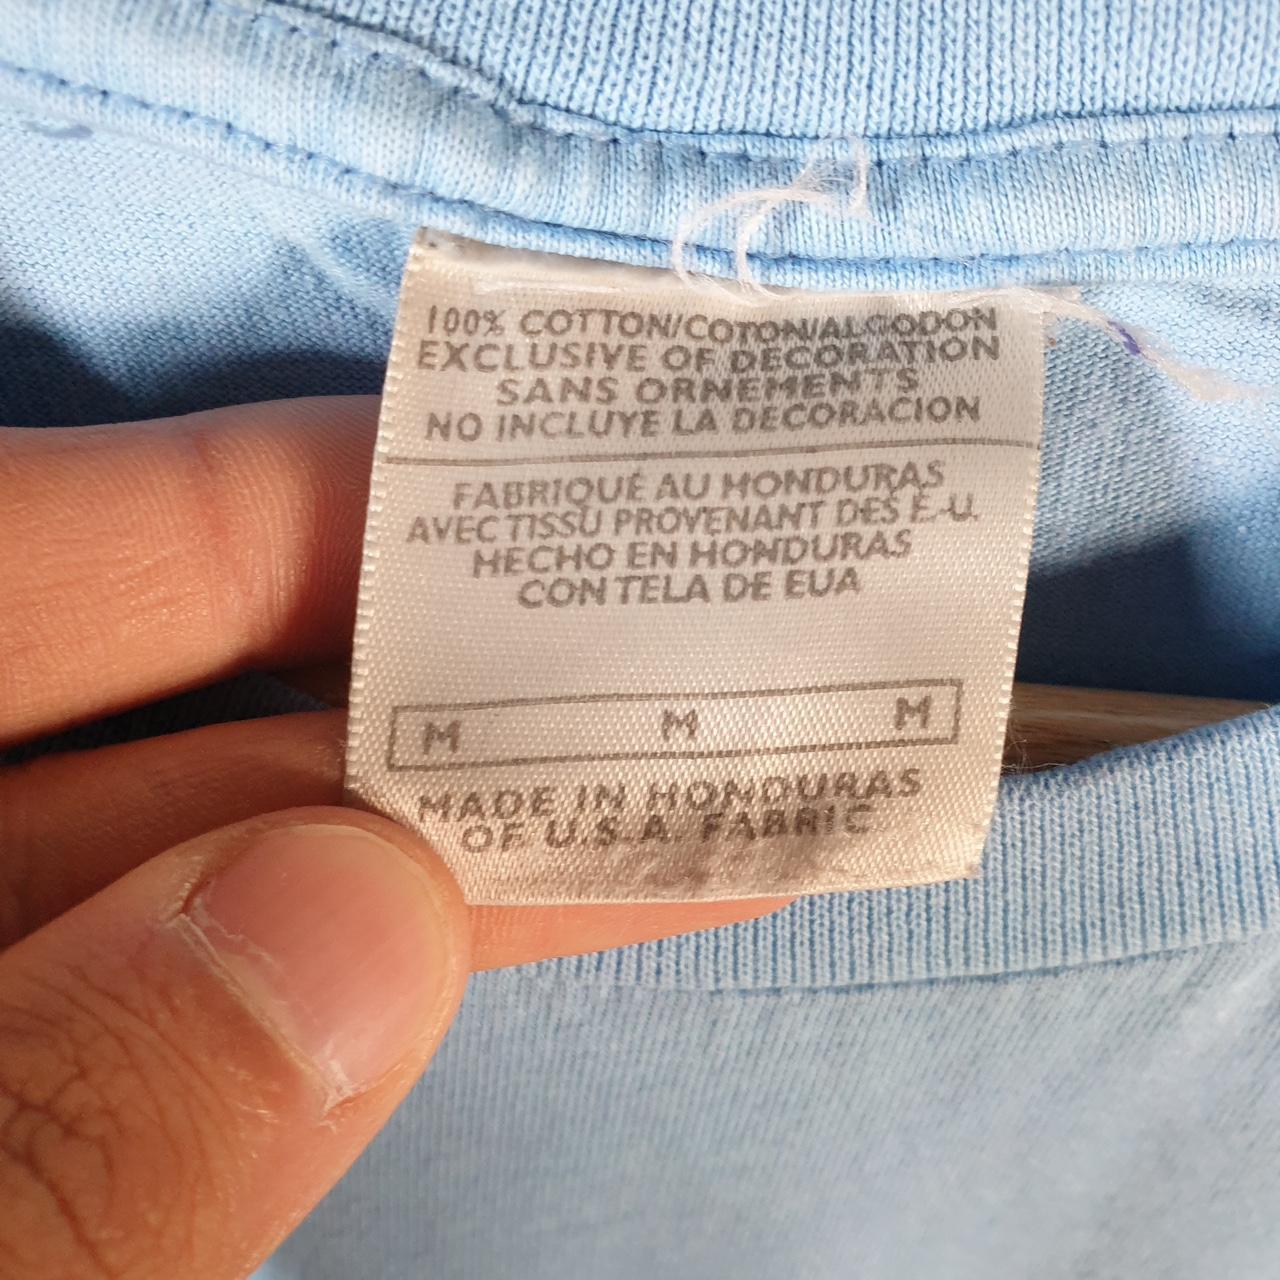 100% COTTON/COTON/ALGODON
EXCLUSIVE OF DECORATION
SANS ORNEMENTS
NO INCLUYE LA DECORACION
FABRIQUÉ AU HONDURAS
AVEC TISSU PROVENANT DES É.-U.
HECHO EN HONDURAS
CON TELA DE EUA
M M M
MADE IN HONDURAS
OF U.S.A. FABRIC